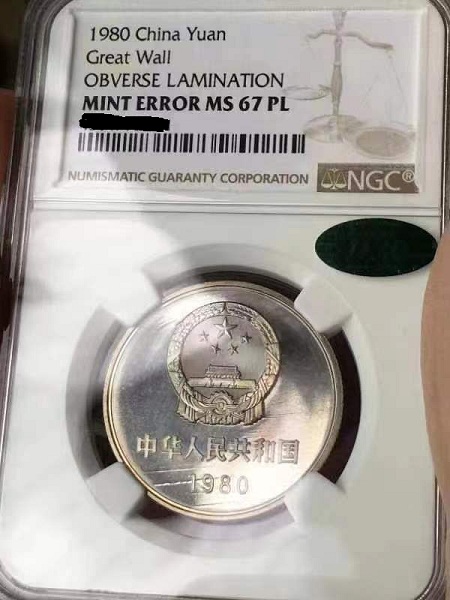 1980 China Yuan
Great Wall
OBVERSE LAMINATION
MINT ERROR MS 67 PL
NUMISMATIC GUARANTY CORPORATION
NGC®
中华人民共和国
1980